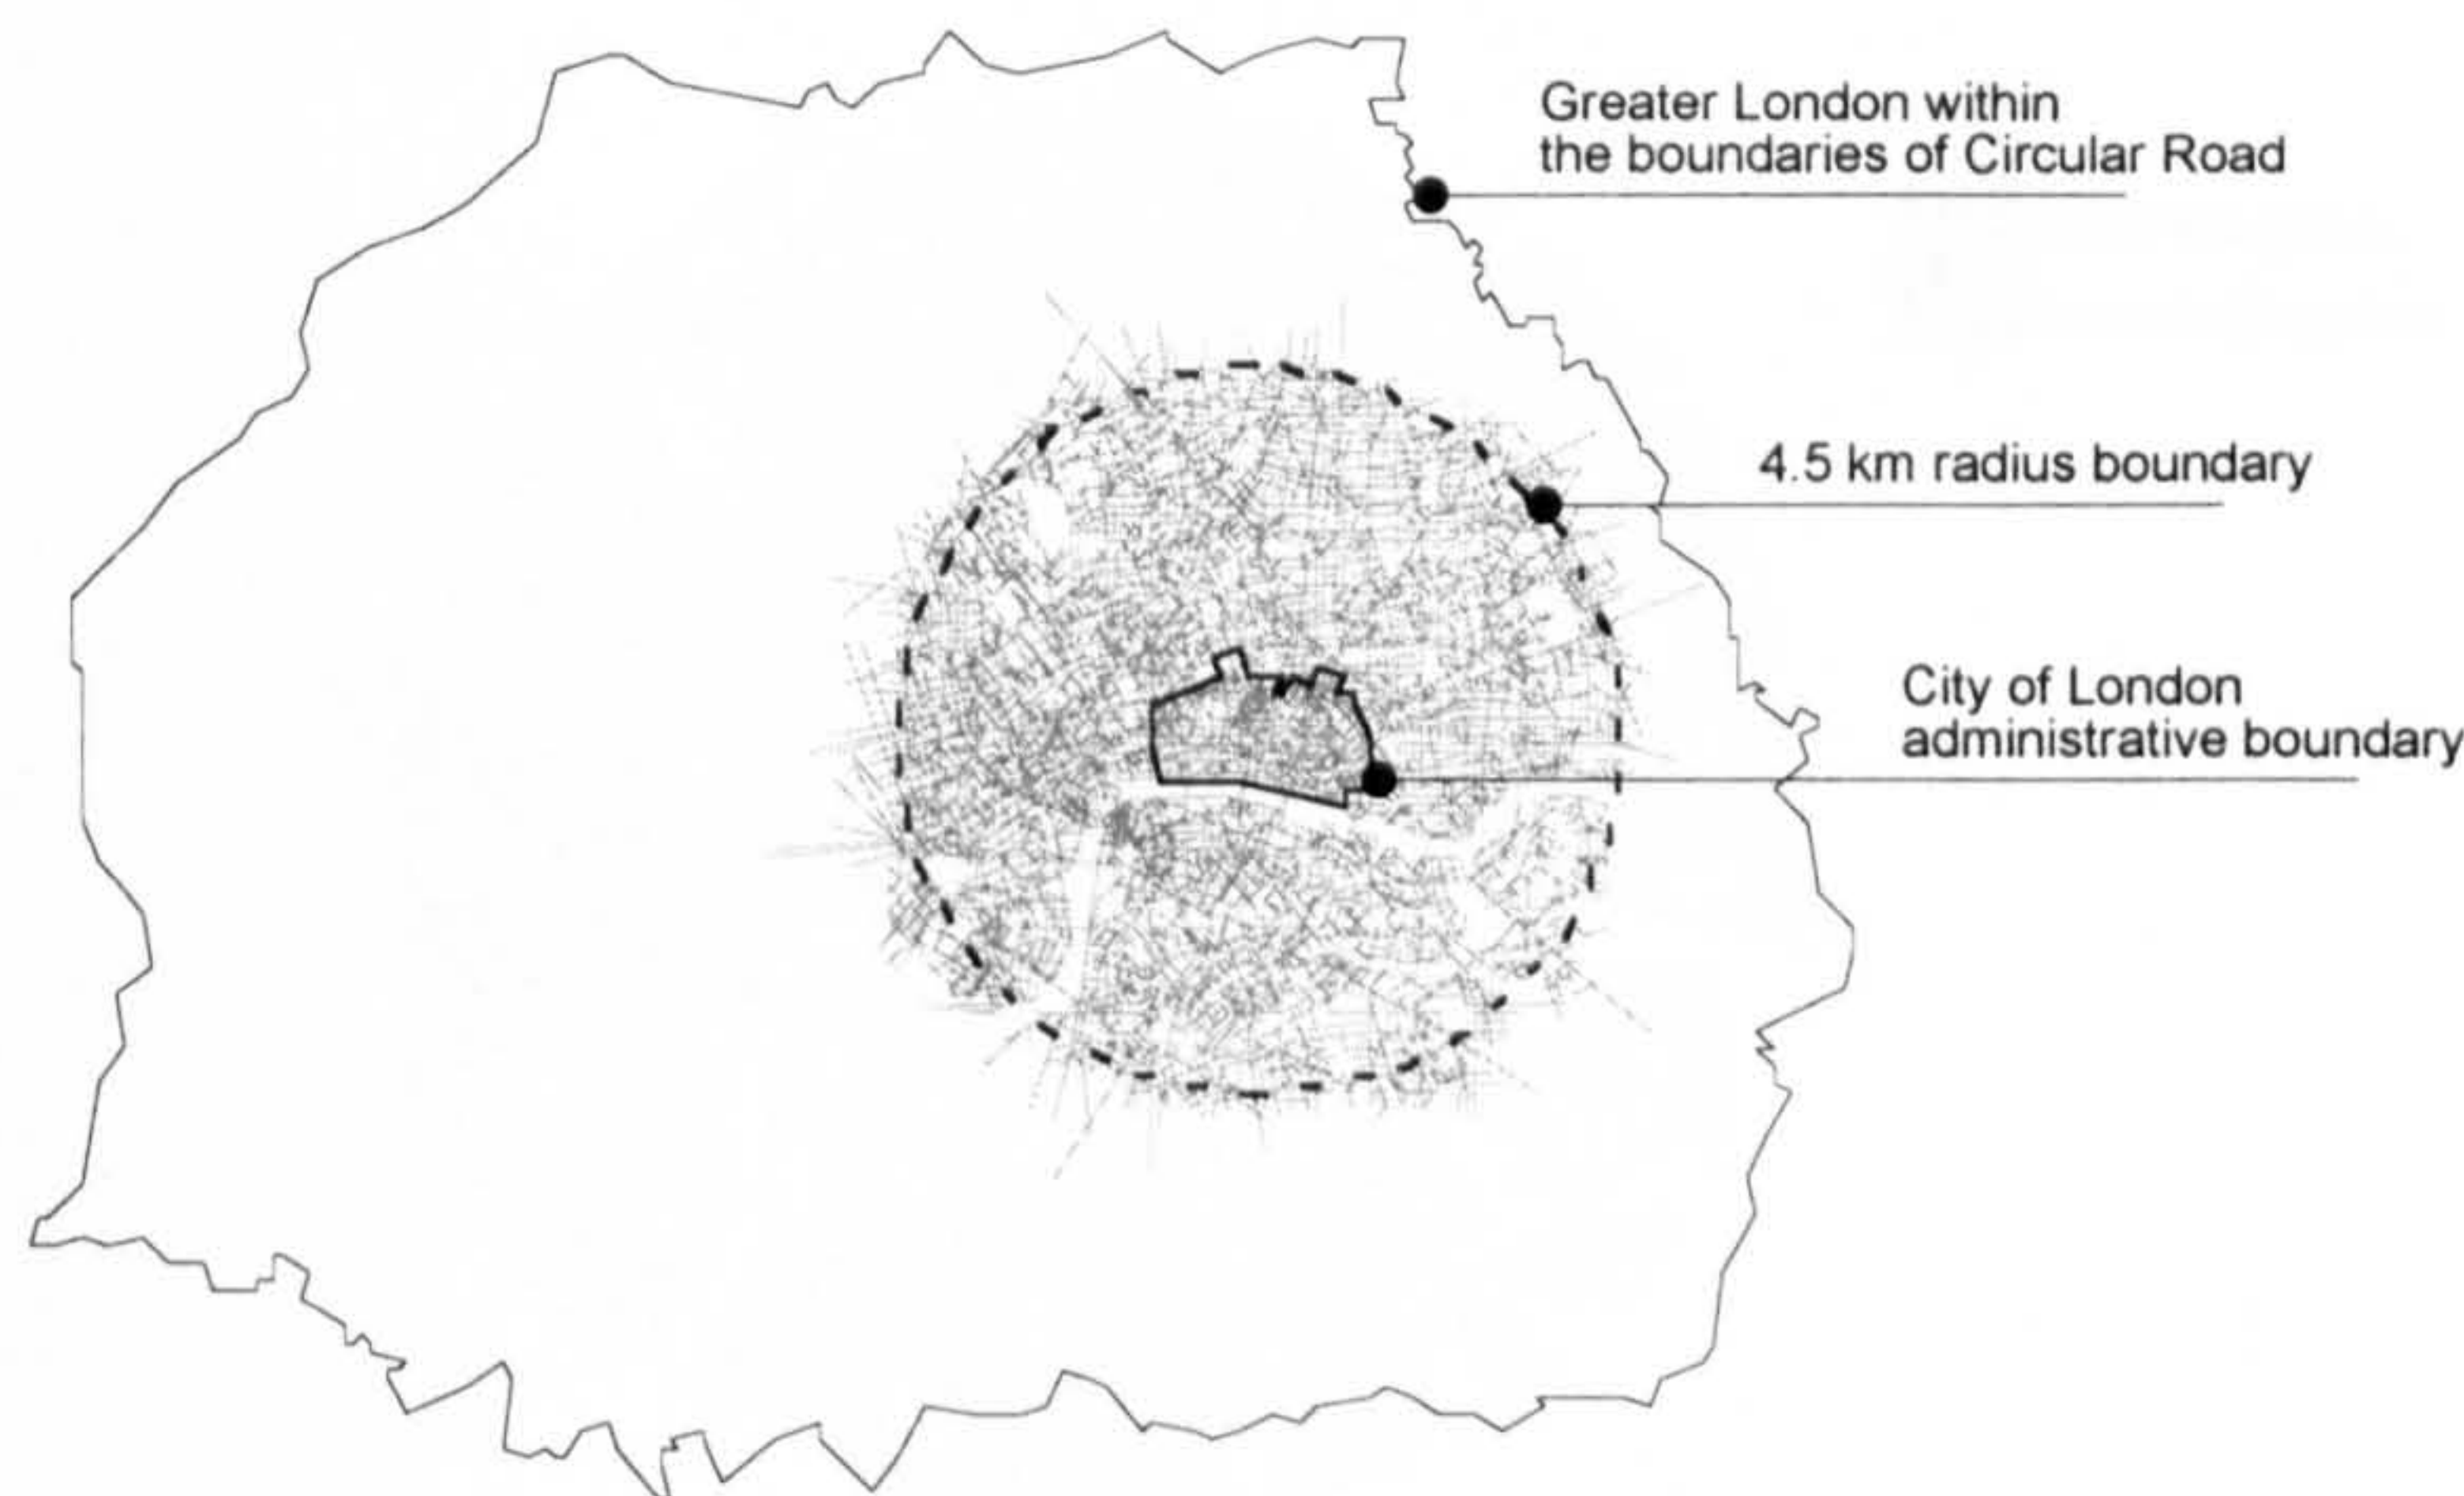 Greater London within
the boundaries of Circular Road
4.5 km radius boundary
City of London
administrative boundary